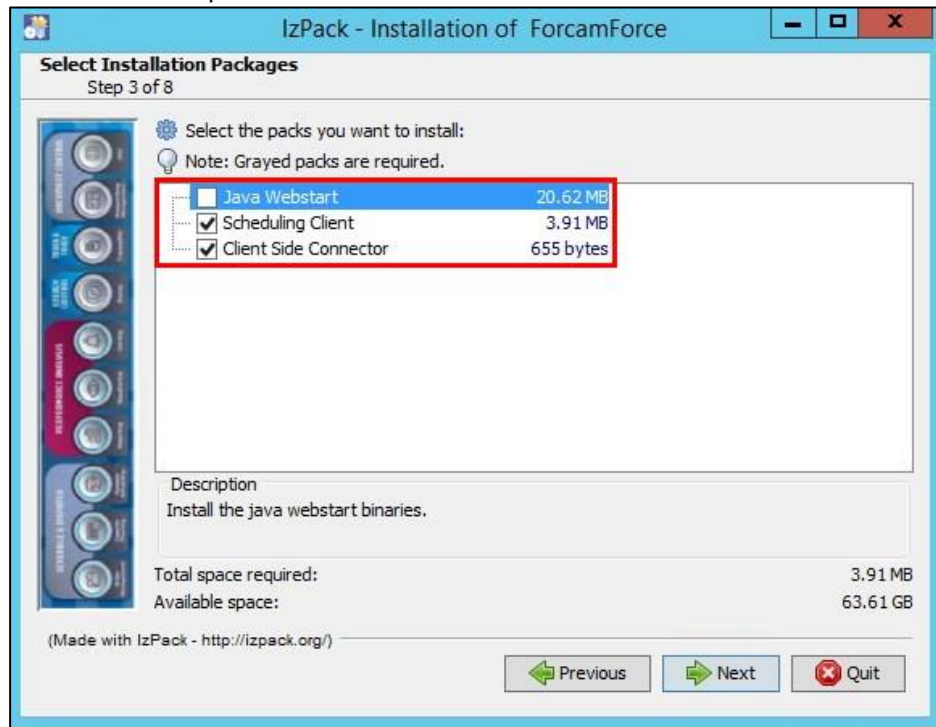 IzPack - Installation of ForcamForce
Select Installation Packages
Step 3 of 8
Select the packs you want to install:
Note: Grayed packs are required.
Java Webstart 20.62 MB
Scheduling Client 3.91 MB
Client Side Connector 655 bytes
Description
Install the java webstart binaries.
Total space required: 3.91 MB
Available space: 63.61 GB
(Made with IzPack - http://izpack.org/)
Previous Next Quit